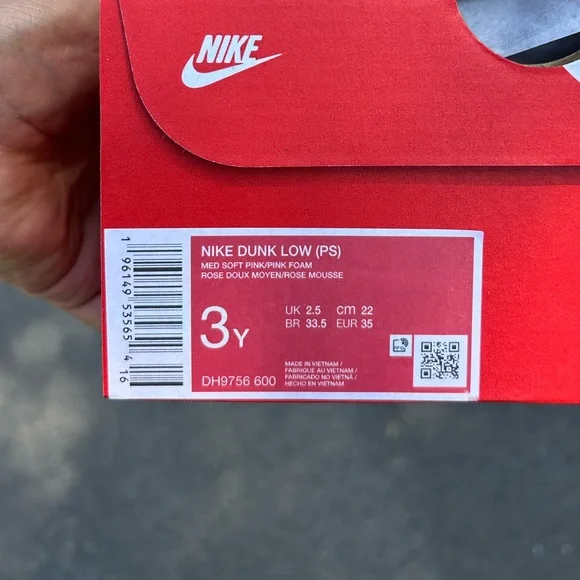 NIKE
NIKE DUNK LOW (PS)
MED SOFT PINK/PINK FOAM
ROSE DOUX MOYEN/ROSE MOUSSE
3Y
UK 2.5 cm 22
BR 33.5 EUR 35
DH9756 600
MADE IN VIETNAM /
FABRIQUÉ AU VIETNAM /
FABRICADO NO VIETNÃ /
HECHO EN VIETNAM
1 96149 53565 4 16